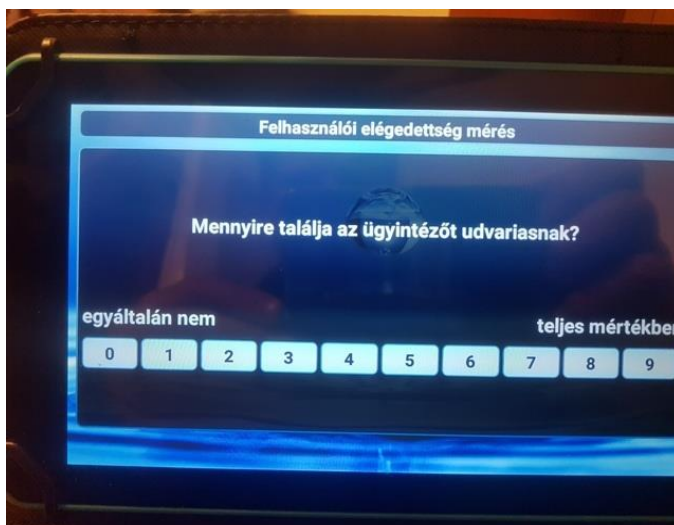 Felhasználói elégedettség mérés
Mennyire találja az ügyintézőt udvariasnak?
egyáltalán nem
teljes mértékben
0 1 2 3 4 5 6 7 8 9